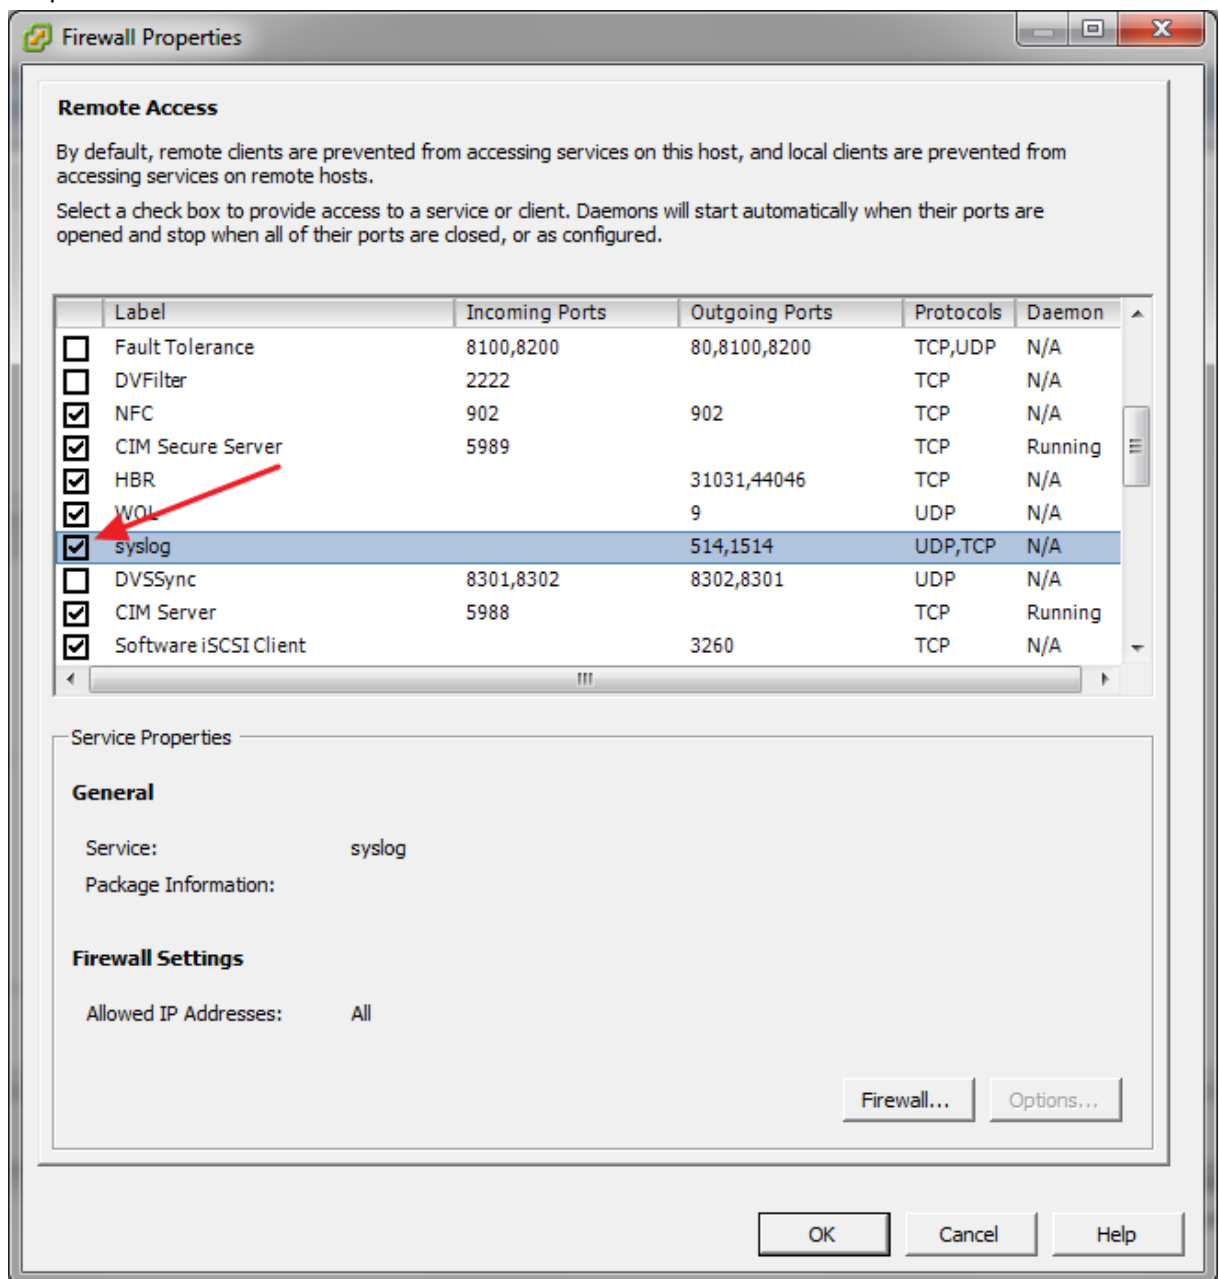 Firewall Properties
Remote Access
By default, remote clients are prevented from accessing services on this host, and local clients are prevented from
accessing services on remote hosts.
Select a check box to provide access to a service or client. Daemons will start automatically when their ports are
opened and stop when all of their ports are closed, or as configured.
Label Incoming Ports Outgoing Ports Protocols Daemon
Fault Tolerance 8100,8200 80,8100,8200 TCP,UDP N/A
DVFilter 2222 TCP N/A
NFC 902 902 TCP N/A
CIM Secure Server 5989 TCP Running
HBR 31031,44046 TCP N/A
WOL 9 UDP N/A
syslog 514,1514 UDP,TCP N/A
DVSSync 8301,8302 8302,8301 UDP N/A
CIM Server 5988 TCP Running
Software iSCSI Client 3260 TCP N/A
Service Properties
General
Service: syslog
Package Information:
Firewall Settings
Allowed IP Addresses: All
Firewall... Options...
OK Cancel Help